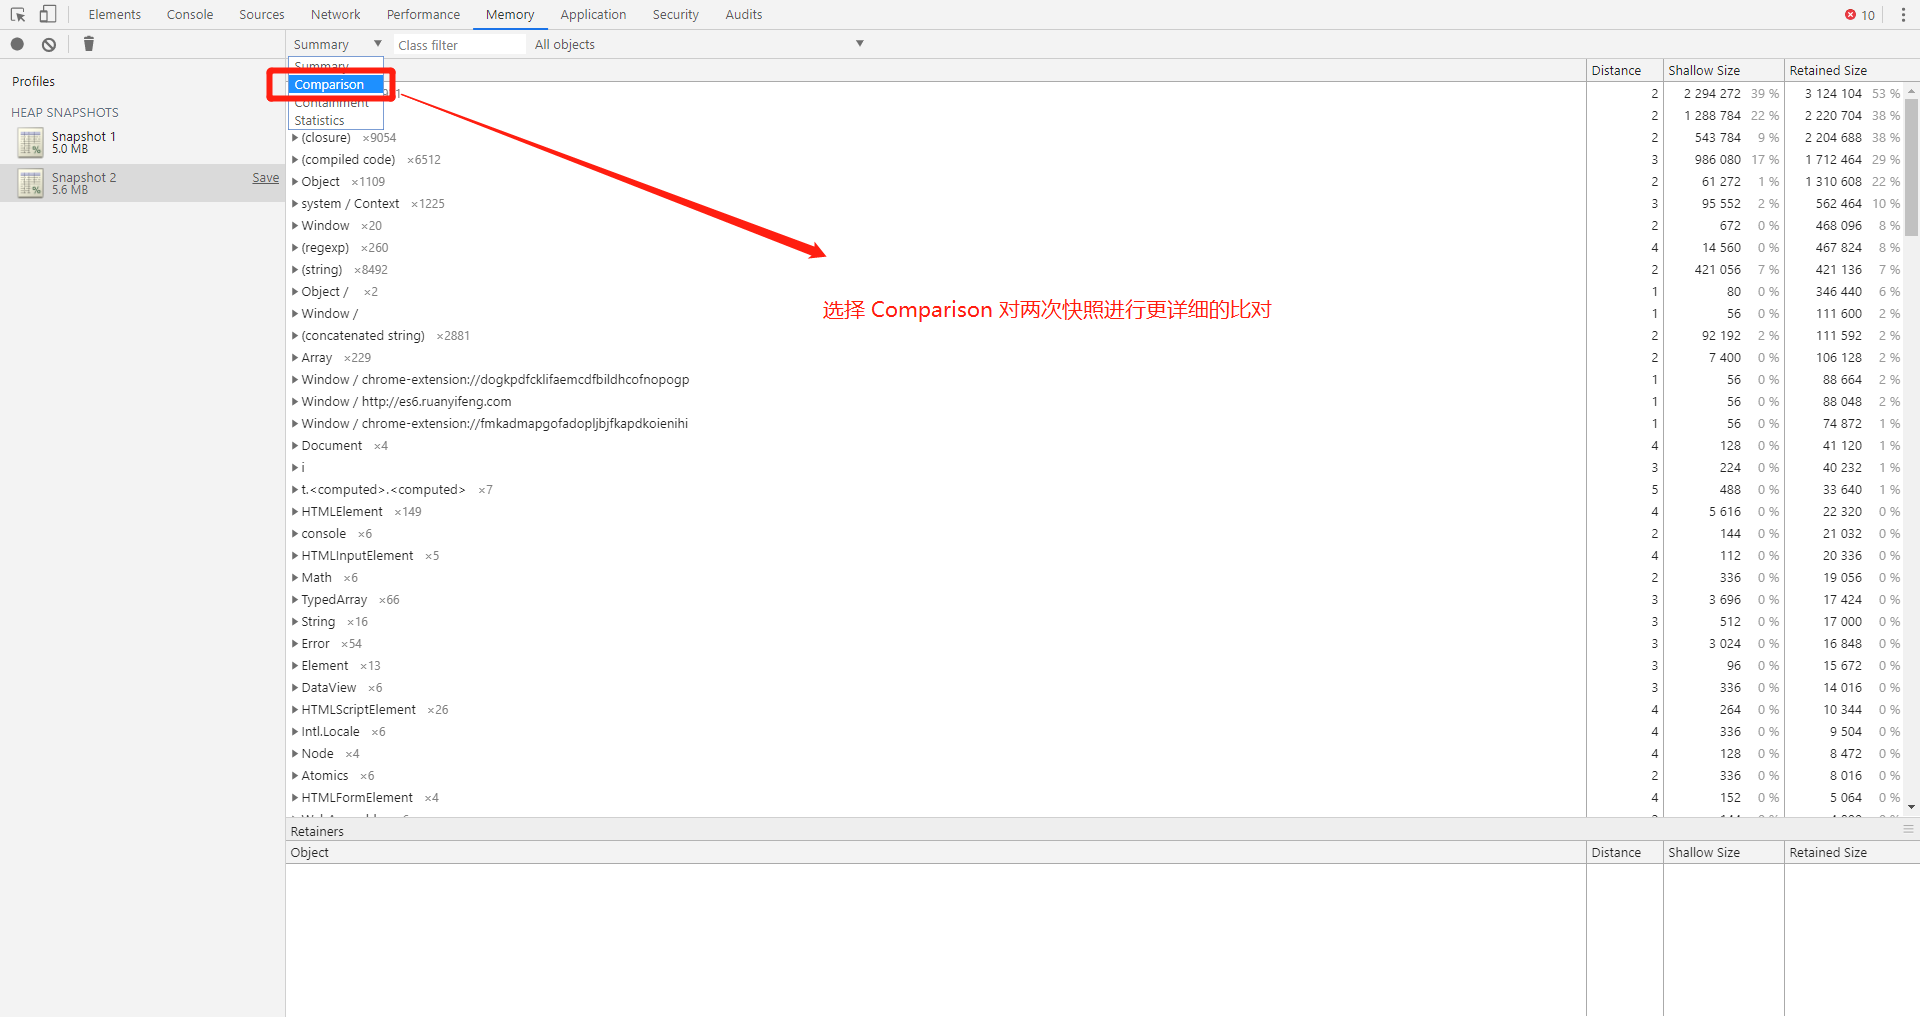 Elements Console Sources Network Performance Memory Application Security Audits 10
Summary Class filter All objects
Profiles
HEAP SNAPSHOTS
Snapshot 1
5.0 MB
Snapshot 2 Save
5.6 MB
Summary
Comparison
Containment
Statistics
选择 Comparison 对两次快照进行更详细的比对
Distance Shallow Size Retained Size
2 2 294 272 39 % 3 124 104 53 %
2 1 288 784 22 % 2 220 704 38 %
(closure) ×9054 2 543 784 9 % 2 204 688 38 %
(compiled code) ×6512 3 986 080 17 % 1 712 464 29 %
Object ×1109 2 61 272 1 % 1 310 608 22 %
system / Context ×1225 3 95 552 2 % 562 464 10 %
Window ×20 2 672 0 % 468 096 8 %
(regexp) ×260 4 14 560 0 % 467 824 8 %
(string) ×8492 2 421 056 7 % 421 136 7 %
Object / ×2 1 80 0 % 346 440 6 %
Window / 1 56 0 % 111 600 2 %
(concatenated string) ×2881 2 92 192 2 % 111 592 2 %
Array ×229 2 7 400 0 % 106 128 2 %
Window / chrome-extension://dogkpdfcklifaemcdfbildhcofnopogp 1 56 0 % 88 664 2 %
Window / http://es6.ruanyifeng.com 1 56 0 % 88 048 2 %
Window / chrome-extension://fmkadmapgofadopljbjfkapdkoienihi 1 56 0 % 74 872 1 %
Document ×4 4 128 0 % 41 120 1 %
i 3 224 0 % 40 232 1 %
t.<computed>.<computed> ×7 5 488 0 % 33 640 1 %
HTMLElement ×149 4 5 616 0 % 22 320 0 %
console ×6 2 144 0 % 21 032 0 %
HTMLInputElement ×5 4 112 0 % 20 336 0 %
Math ×6 2 336 0 % 19 056 0 %
TypedArray ×66 3 3 696 0 % 17 424 0 %
String ×16 3 512 0 % 17 000 0 %
Error ×54 3 3 024 0 % 16 848 0 %
Element ×13 3 96 0 % 15 672 0 %
DataView ×6 3 336 0 % 14 016 0 %
HTMLScriptElement ×26 4 264 0 % 10 344 0 %
Intl.Locale ×6 4 336 0 % 9 504 0 %
Node ×4 4 128 0 % 8 472 0 %
Atomics ×6 2 336 0 % 8 016 0 %
HTMLFormElement ×4 4 152 0 % 5 064 0 %
Retainers
Object Distance Shallow Size Retained Size